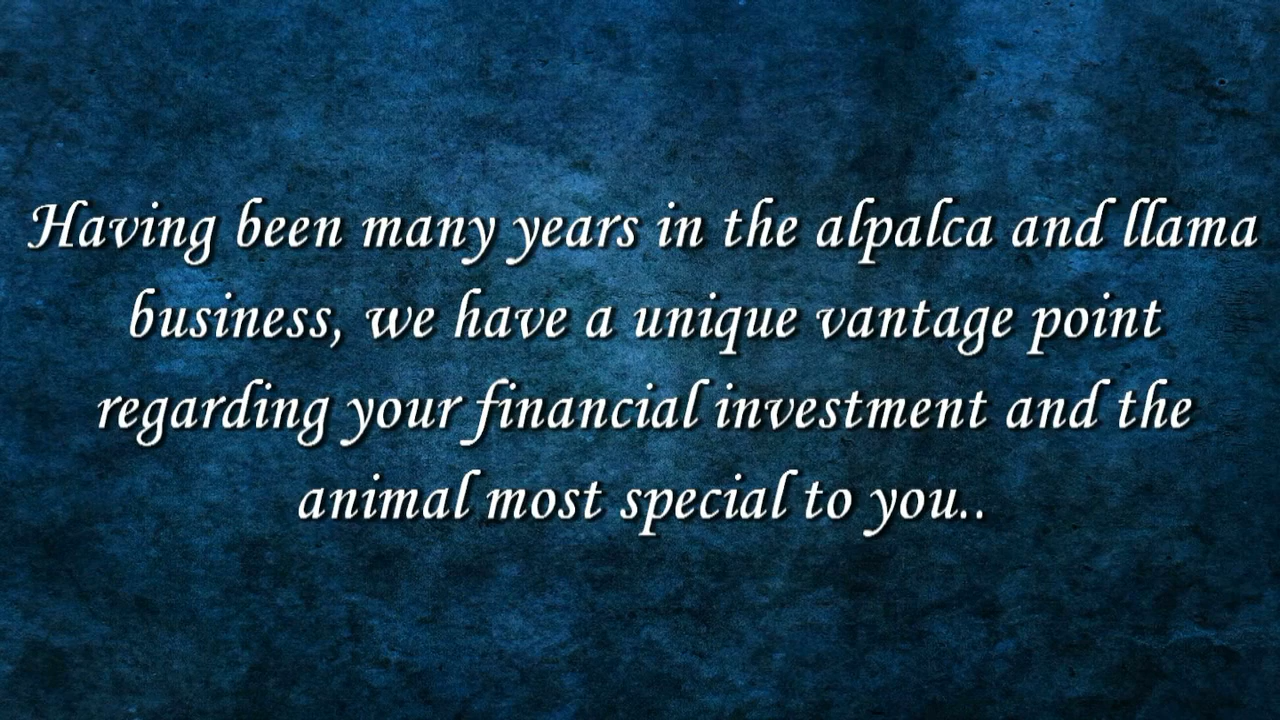 Having been many years in the alpalca and llama
business, we have a unique vantage point
regarding your financial investment and the
animal most special to you..